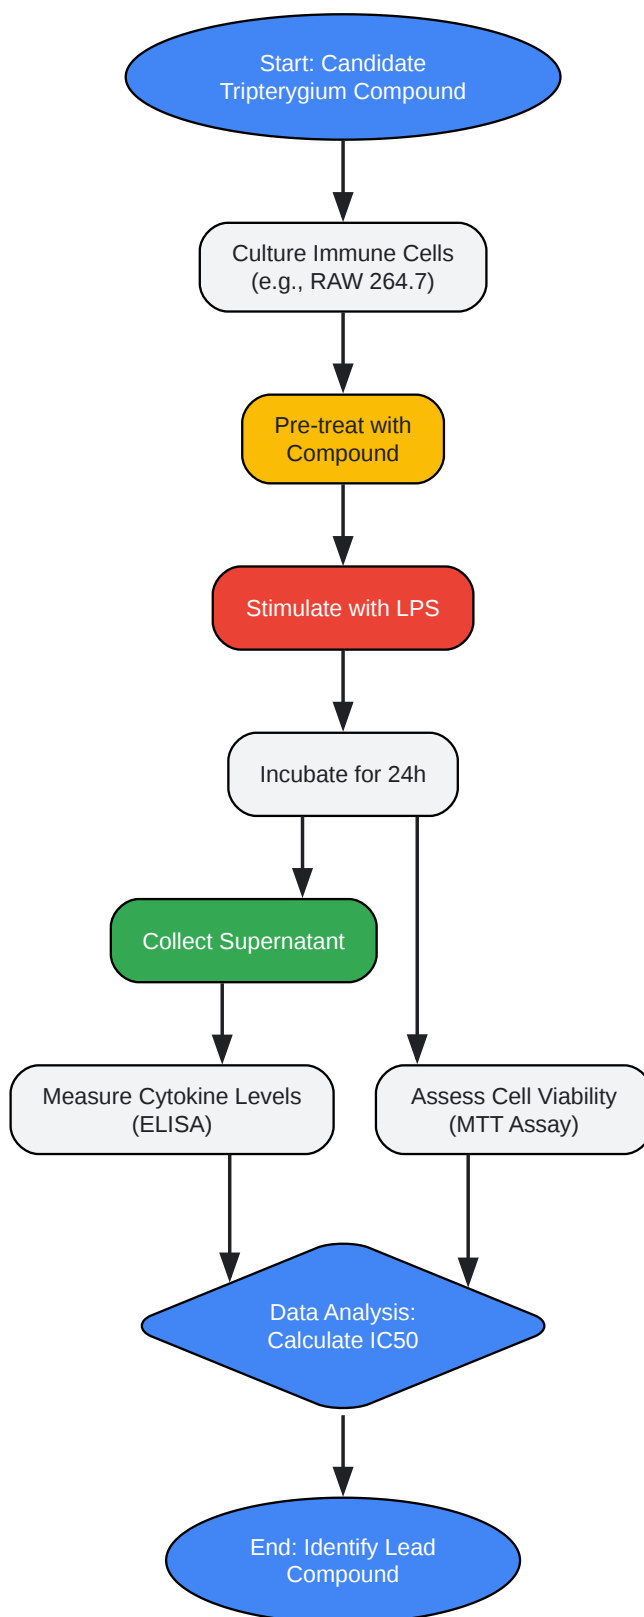 Start: Candidate
Tripterygium Compound
Culture Immune Cells
(e.g., RAW 264.7)
Pre-treat with
Compound
Stimulate with LPS
Incubate for 24h
Collect Supernatant
Measure Cytokine Levels
(ELISA)
Assess Cell Viability
(MTT Assay)
Data Analysis:
Calculate IC50
End: Identify Lead
Compound